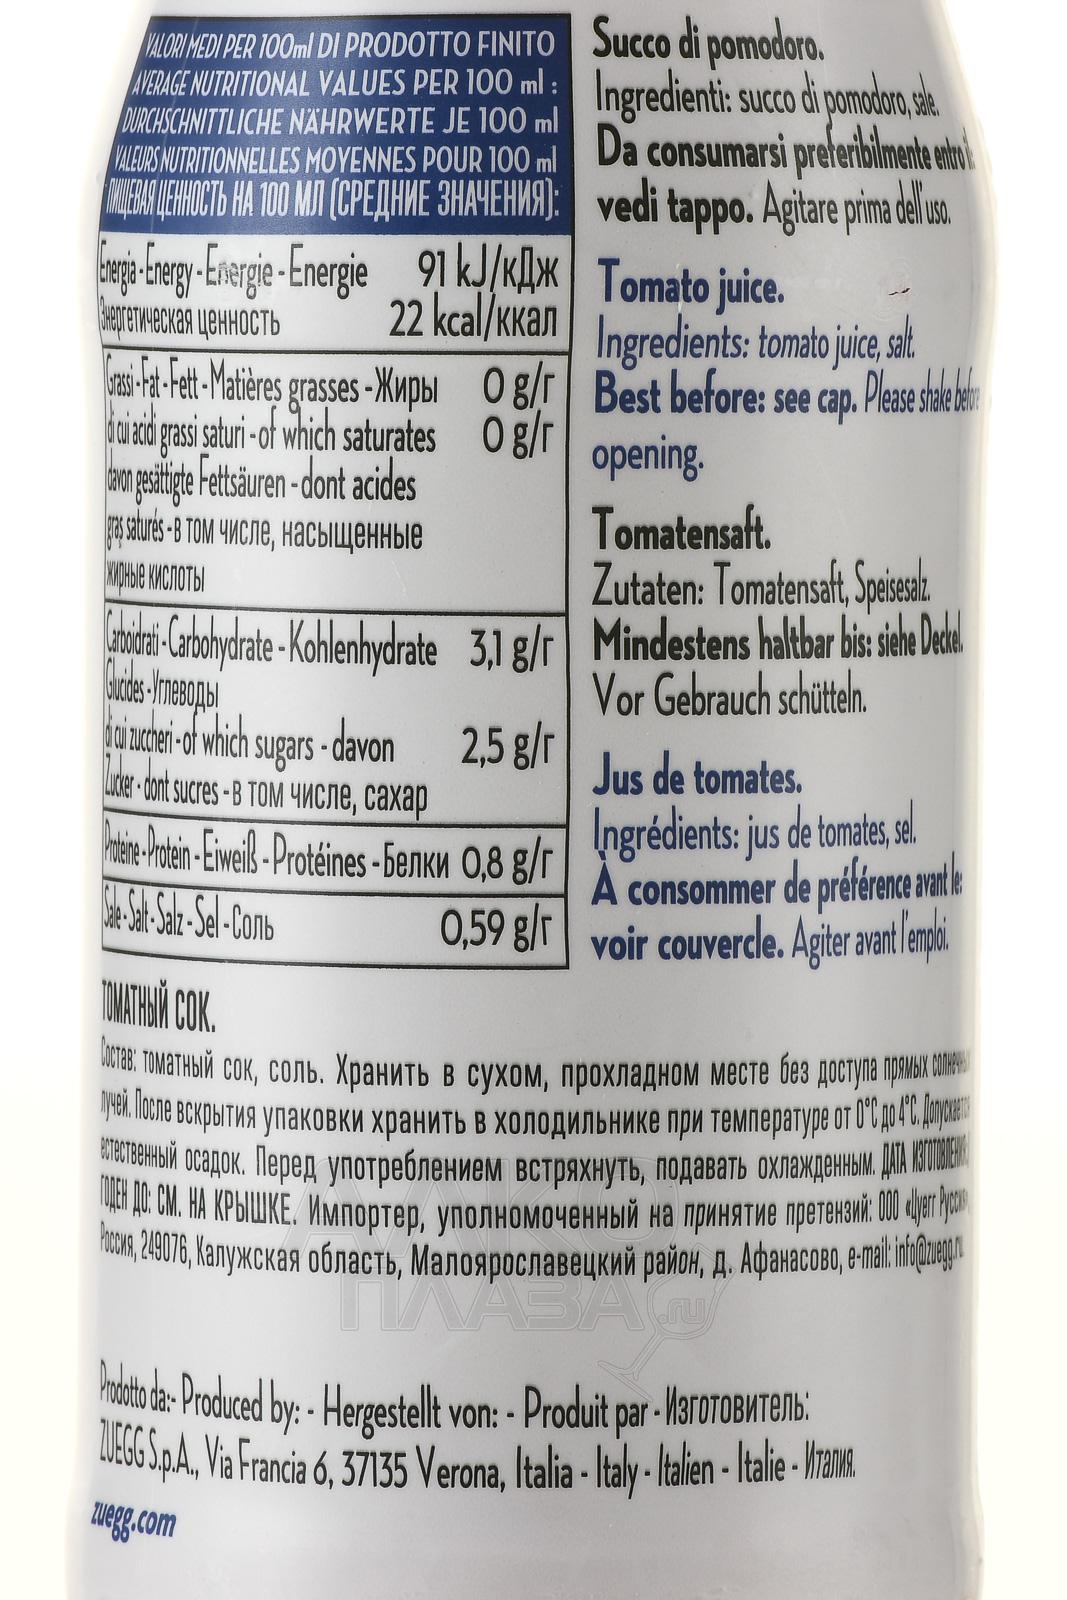 VALORI MEDI PER 100ml DI PRODOTTO FINITO
AVERAGE NUTRITIONAL VALUES PER 100 ml :
DURCHSCHNITTLICHE NÄHRWERTE JE 100 ml
VALEURS NUTRITIONNELLES MOYENNES POUR 100 ml
ПИЩЕВАЯ ЦЕННОСТЬ НА 100 МЛ (СРЕДНИЕ ЗНАЧЕНИЯ):
Energia - Energy - Energie - Energie 91 kJ/кДж
Энергетическая ценность 22 kcal/ккал
Grassi - Fat - Fett - Matières grasses - Жиры 0 g/г
di cui acidi grassi saturi - of which saturates 0 g/г
davon gesättigte Fettsäuren - dont acides
gras saturés - в том числе, насыщенные
жирные кислоты
Carboidrati - Carbohydrate - Kohlenhydrate 3,1 g/г
Glucides - Углеводы
di cui zuccheri - of which sugars - davon 2,5 g/г
Zucker - dont sucres - в том числе, сахар
Proteine - Protein - Eiweiß - Protéines - Белки 0,8 g/г
Sale - Salt - Salz - Sel - Соль 0,59 g/г
Succo di pomodoro.
Ingredienti: succo di pomodoro, sale.
Da consumarsi preferibilmente entro il:
vedi tappo. Agitare prima dell'uso.
Tomato juice.
Ingredients: tomato juice, salt.
Best before: see cap. Please shake before
opening.
Tomatensaft.
Zutaten: Tomatensaft, Speisesalz.
Mindestens haltbar bis: siehe Deckel.
Vor Gebrauch schütteln.
Jus de tomates.
Ingrédients: jus de tomates, sel.
À consommer de préférence avant le:
voir couvercle. Agiter avant l'emploi.
ТОМАТНЫЙ СОК.
Состав: томатный сок, соль. Хранить в сухом, прохладном месте без доступа прямых солнечных
лучей. После вскрытия упаковки хранить в холодильнике при температуре от 0°C до 4°C. Допускается
естественный осадок. Перед употреблением встряхнуть, подавать охлажденным. ДАТА ИЗГОТОВЛЕНИЯ/
ГОДЕН ДО: СМ. НА КРЫШКЕ. Импортер, уполномоченный на принятие претензий: ООО «Цуегг Руссия»,
Россия, 249076, Калужская область, Малоярославецкий район, д. Афанасово, e-mail: info@zuegg.ru
АЛКО
ПЛАЗА.ru
Prodotto da:- Produced by: - Hergestellt von: - Produit par - Изготовитель:
ZUEGG S.p.A., Via Francia 6, 37135 Verona, Italia - Italy - Italien - Italie - Италия.
zuegg.com